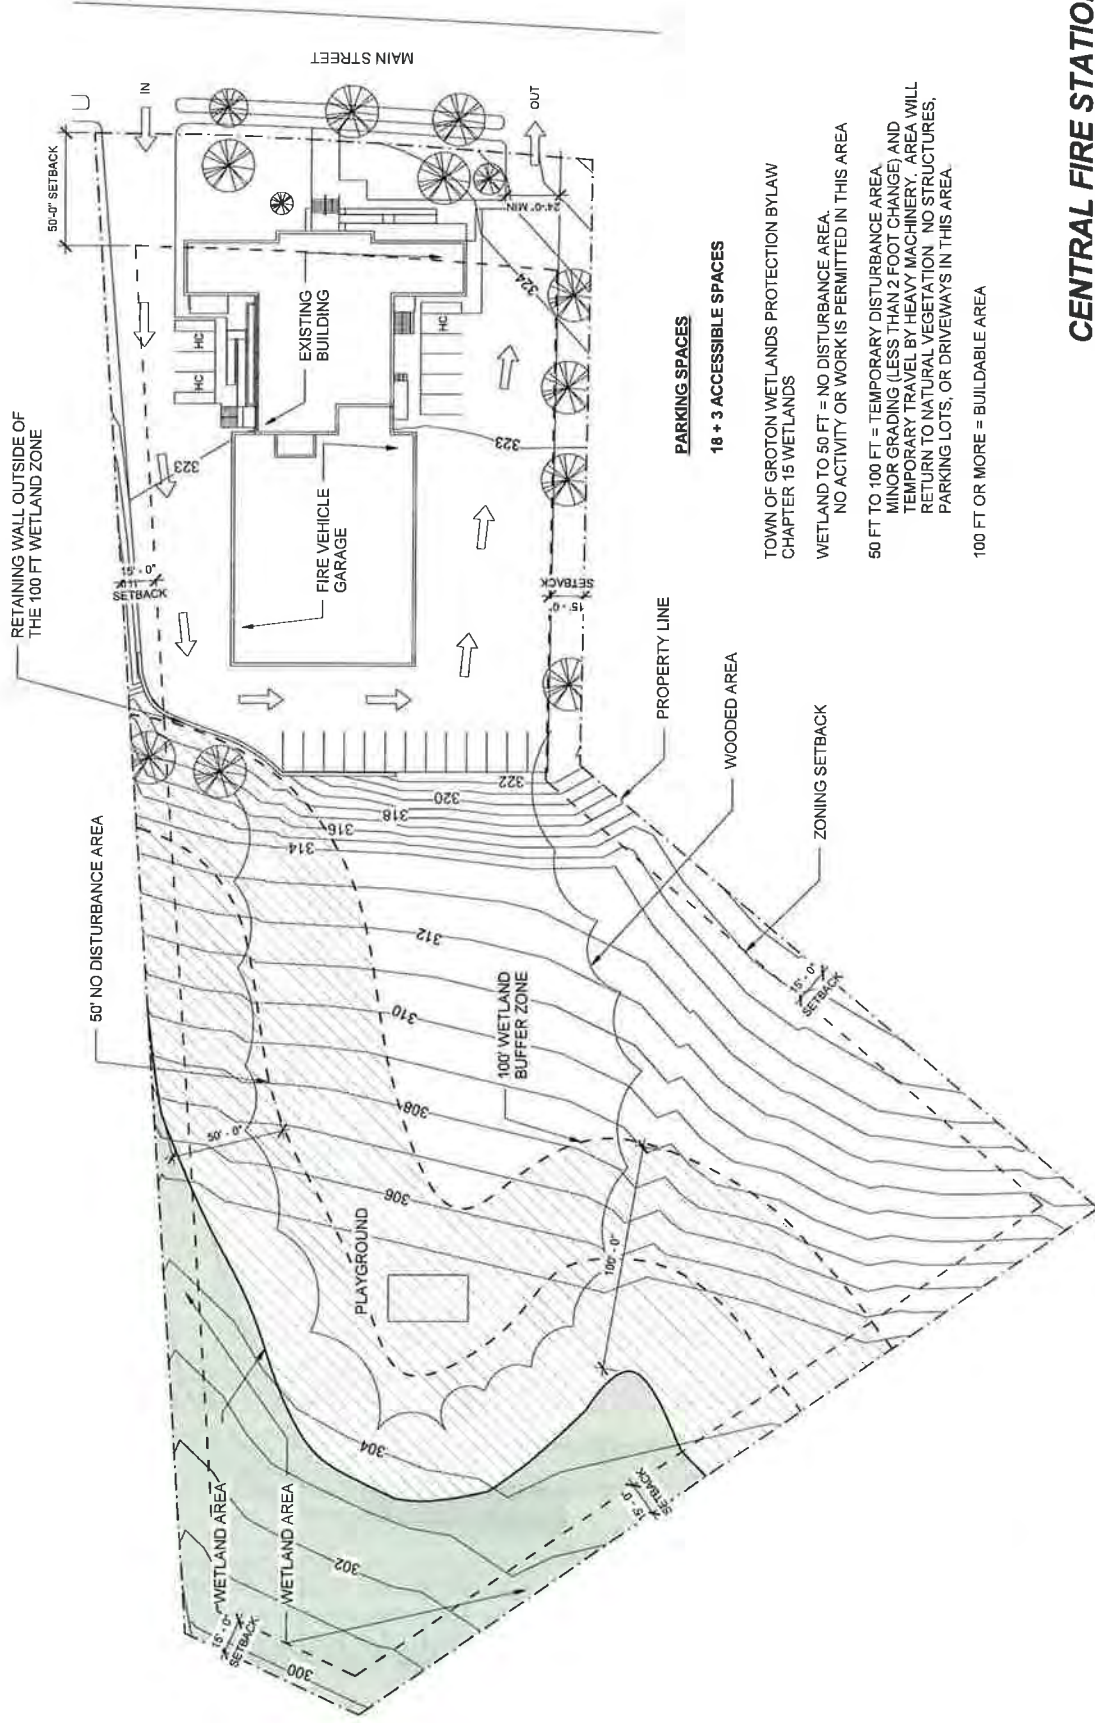 CENTRAL FIRE STATION
MAIN STREET
IN
OUT
50'-0" SETBACK
24'-0" MIN
324
HC
HC
HC
EXISTING
BUILDING
FIRE VEHICLE
GARAGE
323
323
RETAINING WALL OUTSIDE OF
THE 100 FT WETLAND ZONE
15' - 0"
SETBACK
15' - 0"
SETBACK
PARKING SPACES
18 + 3 ACCESSIBLE SPACES
TOWN OF GROTON WETLANDS PROTECTION BYLAW
CHAPTER 15 WETLANDS
WETLAND TO 50 FT = NO DISTURBANCE AREA.
NO ACTIVITY OR WORK IS PERMITTED IN THIS AREA
50 FT TO 100 FT = TEMPORARY DISTURBANCE AREA.
MINOR GRADING (LESS THAN 2 FOOT CHANGE) AND
TEMPORARY TRAVEL BY HEAVY MACHINERY. AREA WILL
RETURN TO NATURAL VEGETATION. NO STRUCTURES,
PARKING LOTS, OR DRIVEWAYS IN THIS AREA.
100 FT OR MORE = BUILDABLE AREA
PROPERTY LINE
WOODED AREA
ZONING SETBACK
50' NO DISTURBANCE AREA
322
320
318
316
314
312
310
308
306
304
302
300
100' WETLAND
BUFFER ZONE
50' - 0"
100' - 0"
PLAYGROUND
15' - 0"
SETBACK
15' - 0"
SETBACK
WETLAND AREA
WETLAND AREA
15' - 0"
SETBACK